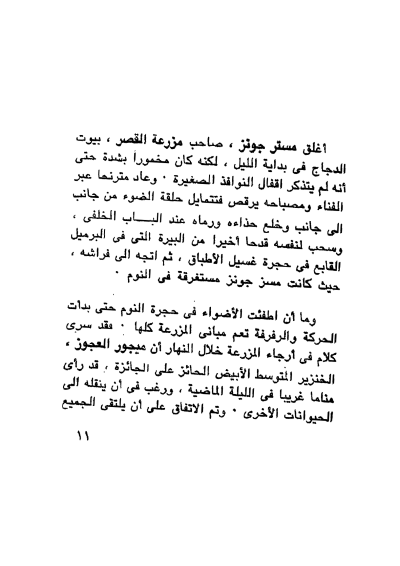 أغلق مستر جونز ، صاحب مزرعة القصر ، بيوت
الدجاج فى بداية الليل ، لكنه كان مخمورا بشدة حتى
أنه لم يتذكر اقفال النوافذ الصغيرة ٠ وعاد مترنحا عبر
الفناء ومصباحه يرقص فتتمايل حلقة الضوء من جانب
الى جانب وخلع حذاءه ورماه عند البـــاب الخلفى ،
وسحب لنفسه قدحا أخيرا من البيرة التى فى البرميل
القابع فى حجرة غسيل الأطباق ، ثم اتجه الى فراشه ،
حيث كانت مسز جونز مستغرقة فى النوم ٠
وما أن اطفئت الأضواء فى حجرة النوم حتى بدأت
الحركة والرفرفة تعم مبانى المزرعة كلها ٠ فقد سرى
كلام فى أرجاء المزرعة خلال النهار أن ميجور العجوز ،
الخنزير المتوسط الأبيض الحائز على الجائزة ، قد رأى
مناما غريبا فى الليلة الماضية ، ورغب فى أن ينقله الى
الحيوانات الأخرى ٠ وتم الاتفاق على أن يلتقى الجميع
١١